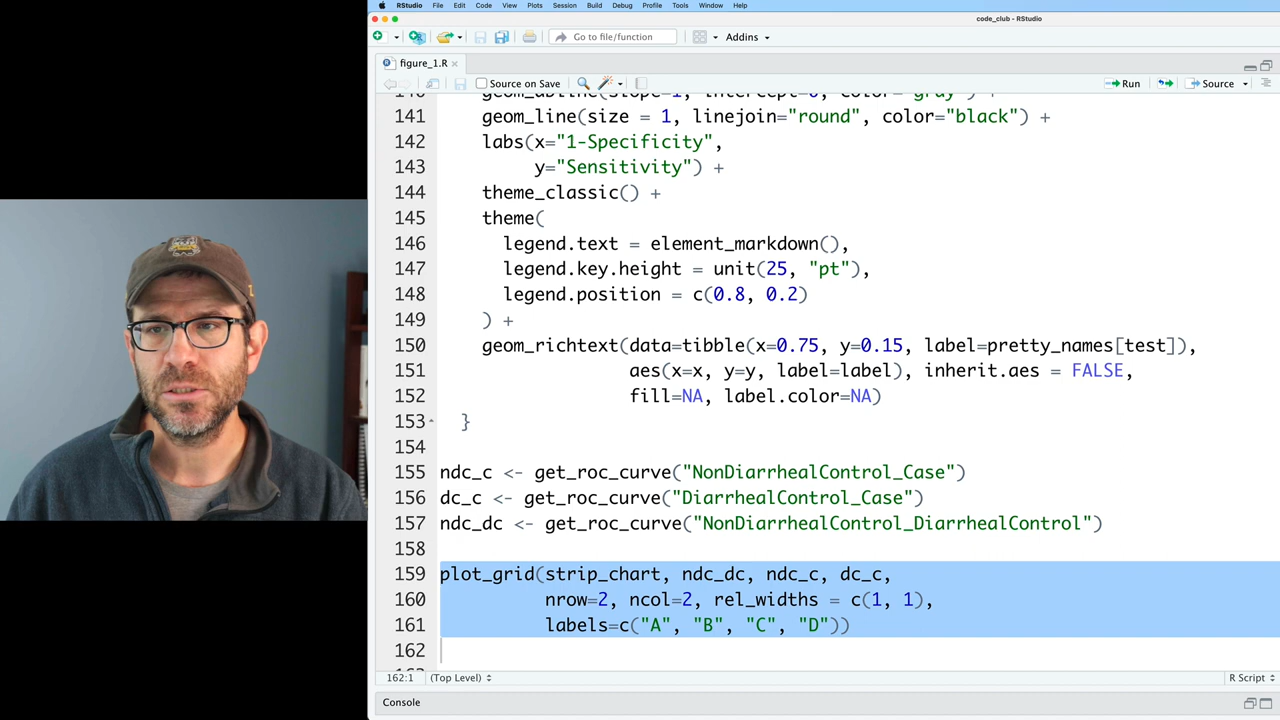 RStudio File Edit Code View Plots Session Build Debug Profile Tools Window Help
code_club - RStudio
Go to file/function Addins
figure_1.R
Source on Save Run Source
140 geom_abline(slope=1, intercept=0, color="gray") +
141 geom_line(size = 1, linejoin="round", color="black") +
142 labs(x="1-Specificity",
143 y="Sensitivity") +
144 theme_classic() +
145 theme(
146 legend.text = element_markdown(),
147 legend.key.height = unit(25, "pt"),
148 legend.position = c(0.8, 0.2)
149 ) +
150 geom_richtext(data=tibble(x=0.75, y=0.15, label=pretty_names[test]),
151 aes(x=x, y=y, label=label), inherit.aes = FALSE,
152 fill=NA, label.color=NA)
153 }
154
155 ndc_c <- get_roc_curve("NonDiarrhealControl_Case")
156 dc_c <- get_roc_curve("DiarrhealControl_Case")
157 ndc_dc <- get_roc_curve("NonDiarrhealControl_DiarrhealControl")
158
159 plot_grid(strip_chart, ndc_dc, ndc_c, dc_c,
160 nrow=2, ncol=2, rel_widths = c(1, 1),
161 labels=c("A", "B", "C", "D"))
162
162:1 (Top Level) R Script
Console